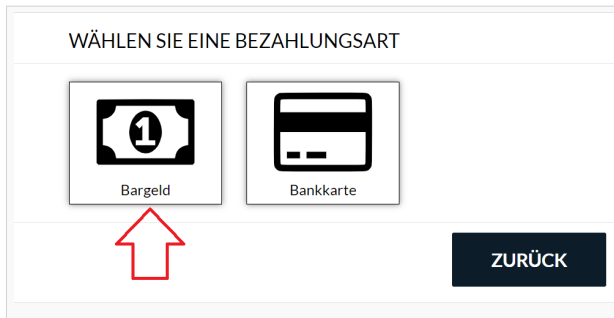 WÄHLEN SIE EINE BEZAHLUNGSART
1
Bargeld
Bankkarte
ZURÜCK